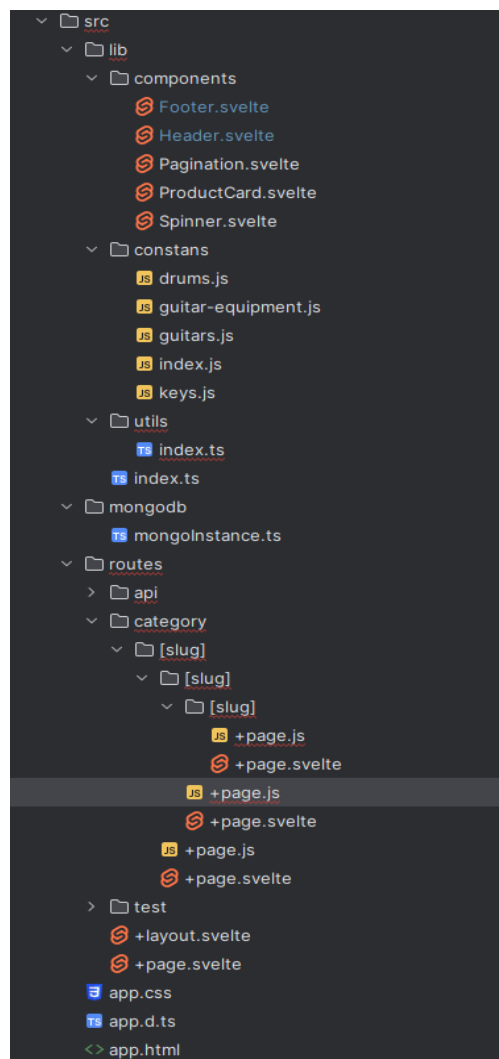 src
lib
components
Footer.svelte
Header.svelte
Pagination.svelte
ProductCard.svelte
Spinner.svelte
constans
JS drums.js
JS guitar-equipment.js
JS guitars.js
JS index.js
JS keys.js
utils
TS index.ts
TS index.ts
mongodb
TS mongoInstance.ts
routes
api
category
[slug]
[slug]
[slug]
JS +page.js
+page.svelte
JS +page.js
+page.svelte
JS +page.js
+page.svelte
test
+layout.svelte
+page.svelte
app.css
TS app.d.ts
<> app.html